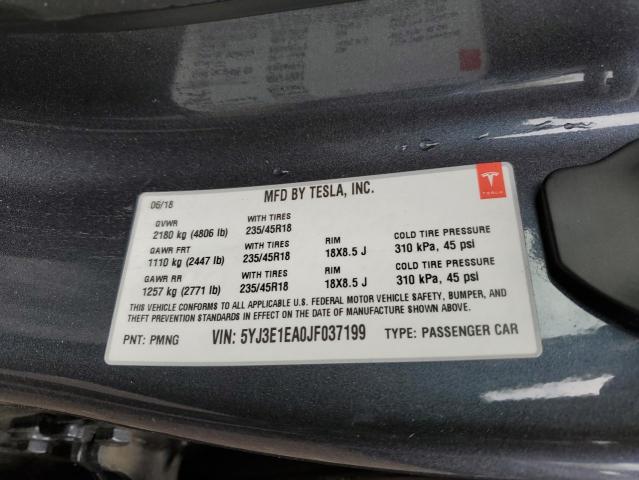 MFD BY TESLA, INC.
TESLA
06/18
GVWR WITH TIRES
2180 kg (4806 lb) 235/45R18
GAWR FRT WITH TIRES RIM COLD TIRE PRESSURE
1110 kg (2447 lb) 235/45R18 18X8.5 J 310 kPa, 45 psi
GAWR RR WITH TIRES RIM COLD TIRE PRESSURE
1257 kg (2771 lb) 235/45R18 18X8.5 J 310 kPa, 45 psi
THIS VEHICLE CONFORMS TO ALL APPLICABLE U.S. FEDERAL MOTOR VEHICLE SAFETY, BUMPER, AND
THEFT PREVENTION STANDARDS IN EFFECT ON THE DATE OF MANUFACTURE SHOWN ABOVE.
PNT: PMNG VIN: 5YJ3E1EA0JF037199 TYPE: PASSENGER CAR